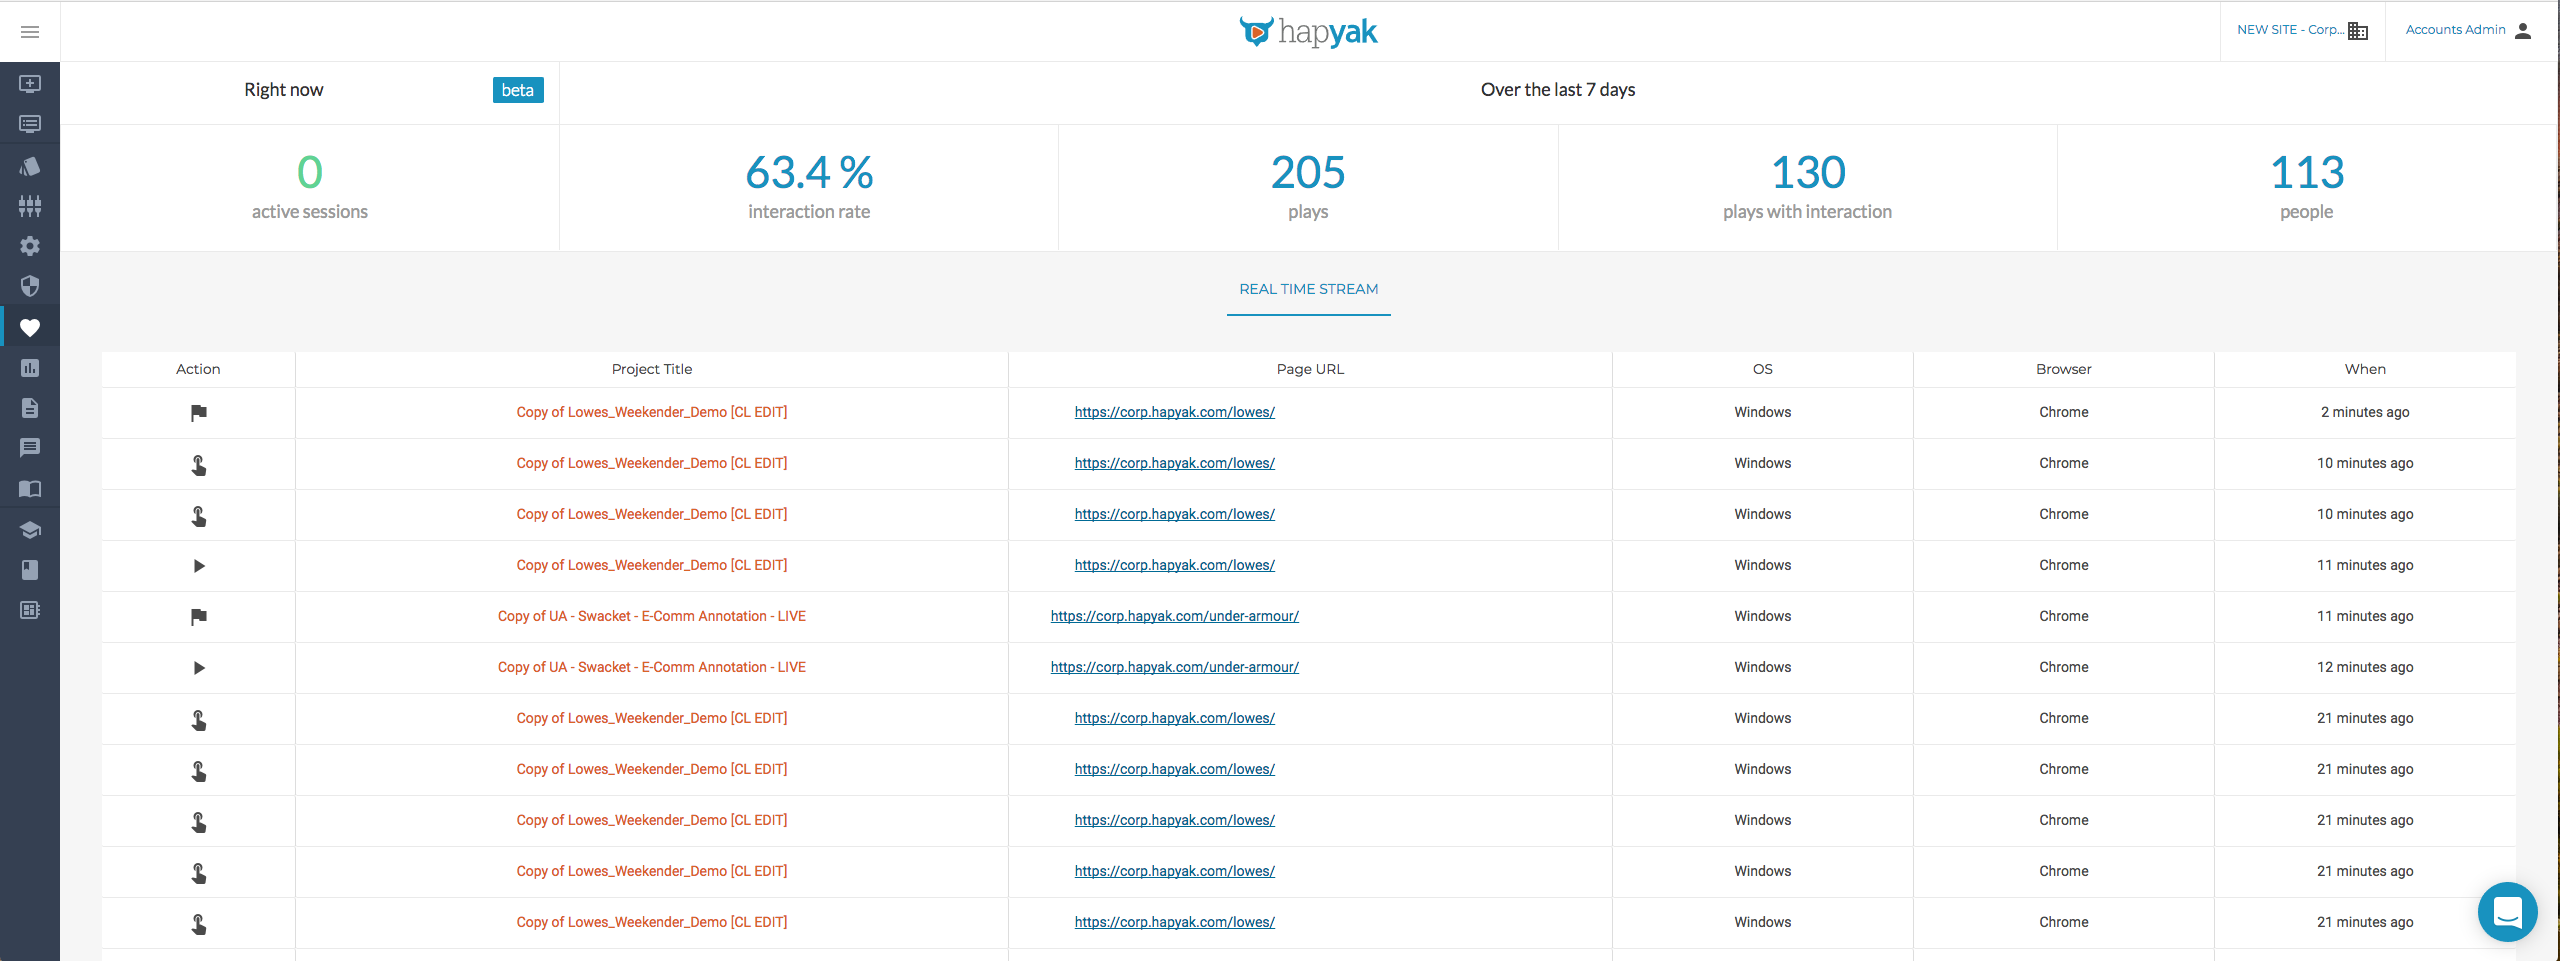 hapyak
NEW SITE - Corp...
Accounts Admin
Right now
beta
Over the last 7 days
0
active sessions
63.4 %
interaction rate
205
plays
130
plays with interaction
113
people
REAL TIME STREAM
Action Project Title Page URL OS Browser When
Copy of Lowes_Weekender_Demo [CL EDIT] https://corp.hapyak.com/lowes/ Windows Chrome 2 minutes ago
Copy of Lowes_Weekender_Demo [CL EDIT] https://corp.hapyak.com/lowes/ Windows Chrome 10 minutes ago
Copy of Lowes_Weekender_Demo [CL EDIT] https://corp.hapyak.com/lowes/ Windows Chrome 10 minutes ago
Copy of Lowes_Weekender_Demo [CL EDIT] https://corp.hapyak.com/lowes/ Windows Chrome 11 minutes ago
Copy of UA - Swacket - E-Comm Annotation - LIVE https://corp.hapyak.com/under-armour/ Windows Chrome 11 minutes ago
Copy of UA - Swacket - E-Comm Annotation - LIVE https://corp.hapyak.com/under-armour/ Windows Chrome 12 minutes ago
Copy of Lowes_Weekender_Demo [CL EDIT] https://corp.hapyak.com/lowes/ Windows Chrome 21 minutes ago
Copy of Lowes_Weekender_Demo [CL EDIT] https://corp.hapyak.com/lowes/ Windows Chrome 21 minutes ago
Copy of Lowes_Weekender_Demo [CL EDIT] https://corp.hapyak.com/lowes/ Windows Chrome 21 minutes ago
Copy of Lowes_Weekender_Demo [CL EDIT] https://corp.hapyak.com/lowes/ Windows Chrome 21 minutes ago
Copy of Lowes_Weekender_Demo [CL EDIT] https://corp.hapyak.com/lowes/ Windows Chrome 21 minutes ago